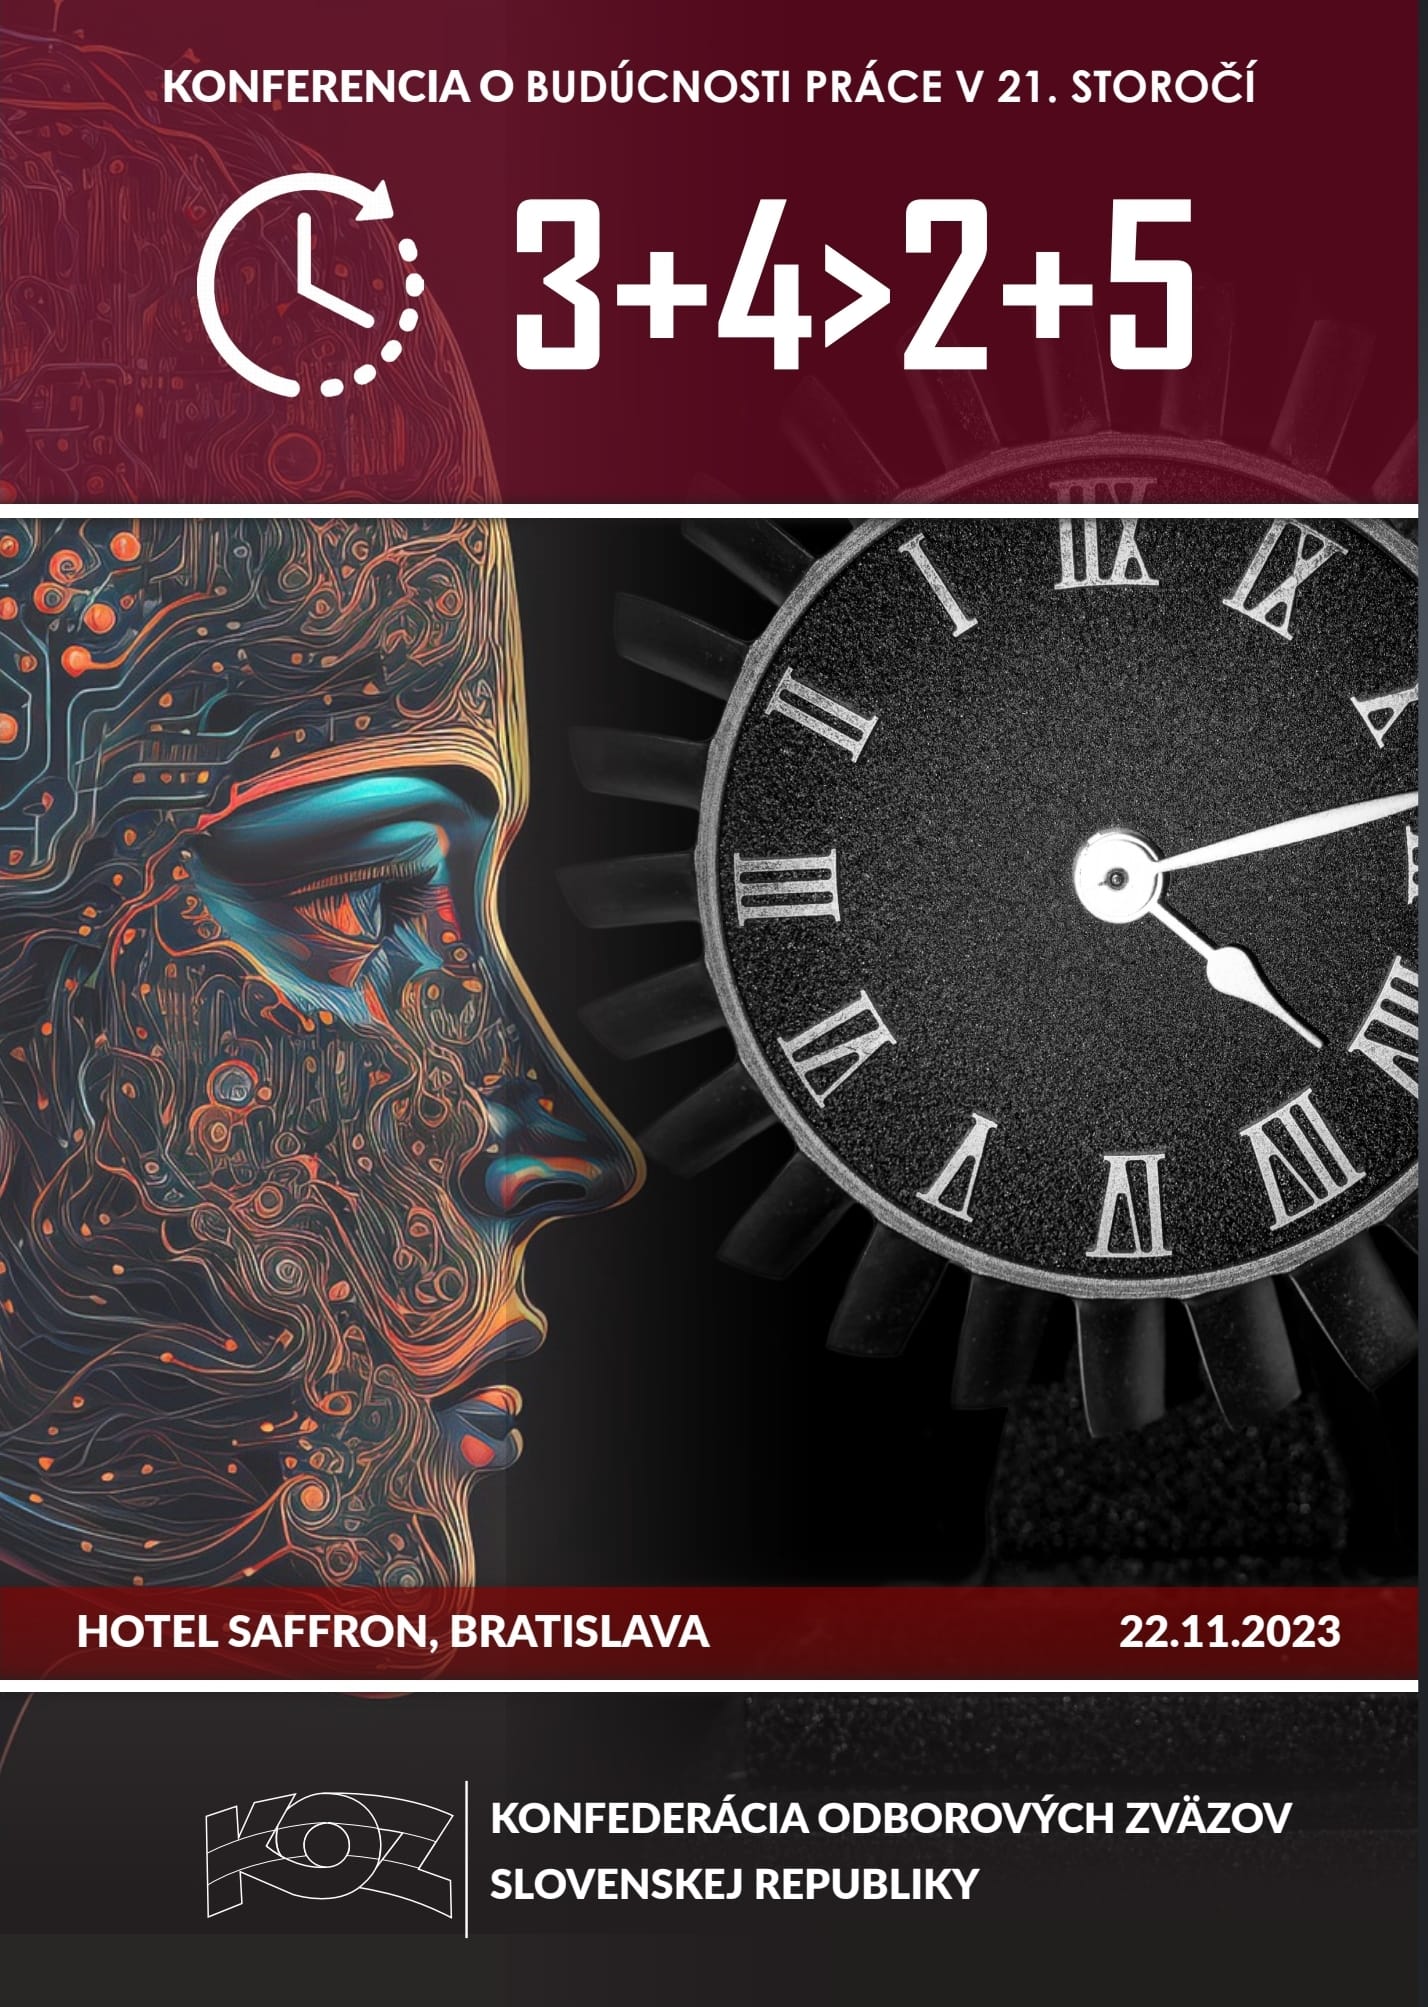 KONFERENCIA O BUDÚCNOSTI PRÁCE V 21. STOROČÍ
3+4>2+5
HOTEL SAFFRON, BRATISLAVA
22.11.2023
KOZ
KONFEDERÁCIA ODBOROVÝCH ZVÄZOV
SLOVENSKEJ REPUBLIKY